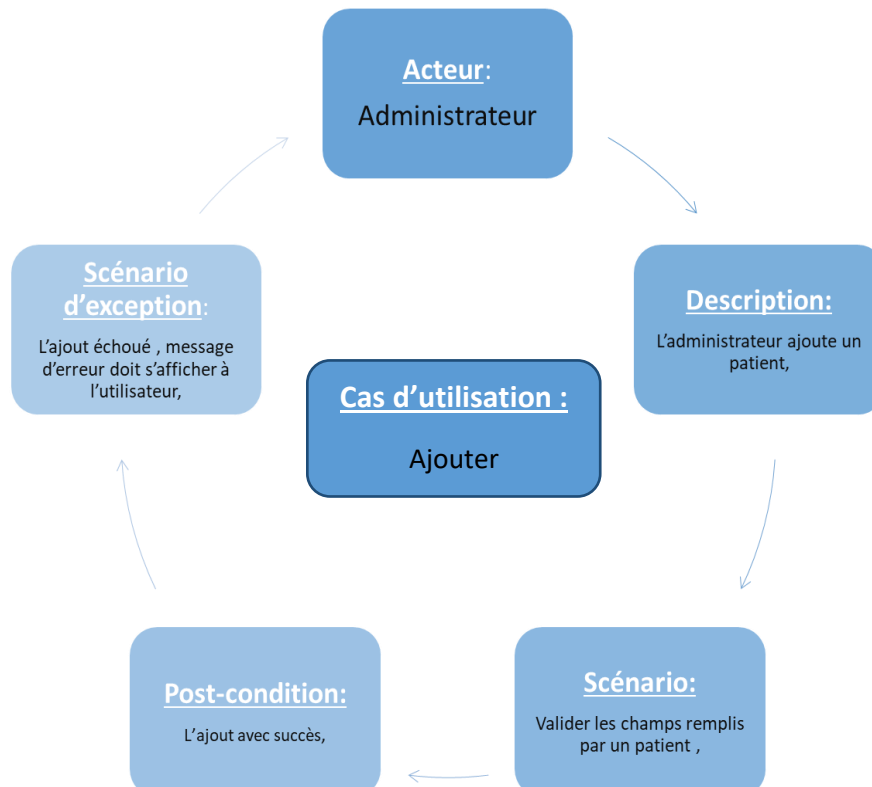 Acteur:
Administrateur
Description:
L'administrateur ajoute un
patient,
Scénario:
Valider les champs remplis
par un patient ,
Post-condition:
L'ajout avec succès,
Scénario
d'exception:
L'ajout échoué , message
d'erreur doit s'afficher à
l'utilisateur,
Cas d'utilisation :
Ajouter